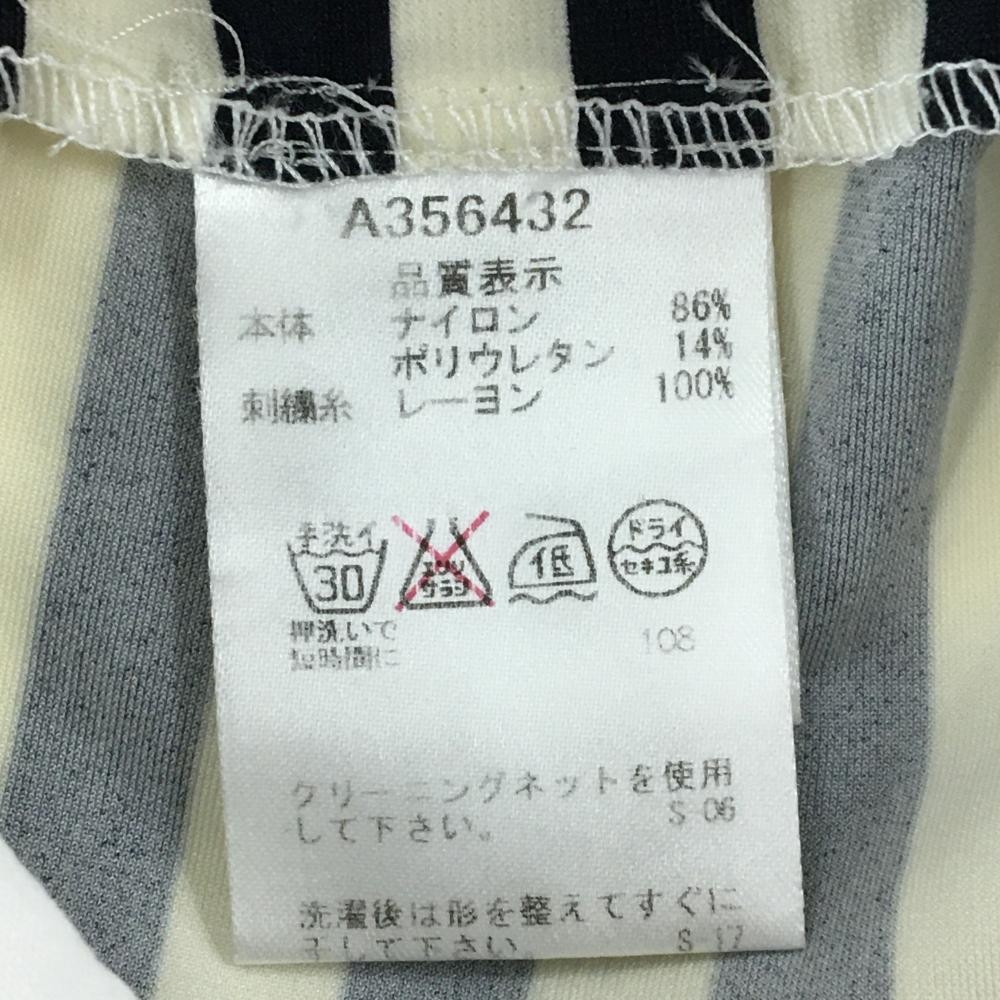 A356432
品質表示
本体 ナイロン 86%
ポリウレタン 14%
刺繍糸 レーヨン 100%
手洗イ
30
エンソ
サラシ
低
ドライ
セキユ系
押洗いで
短時間に
108
クリーニングネットを使用
して下さい。 S-06
洗濯後は形を整えてすぐに
干して下さい。 S-17